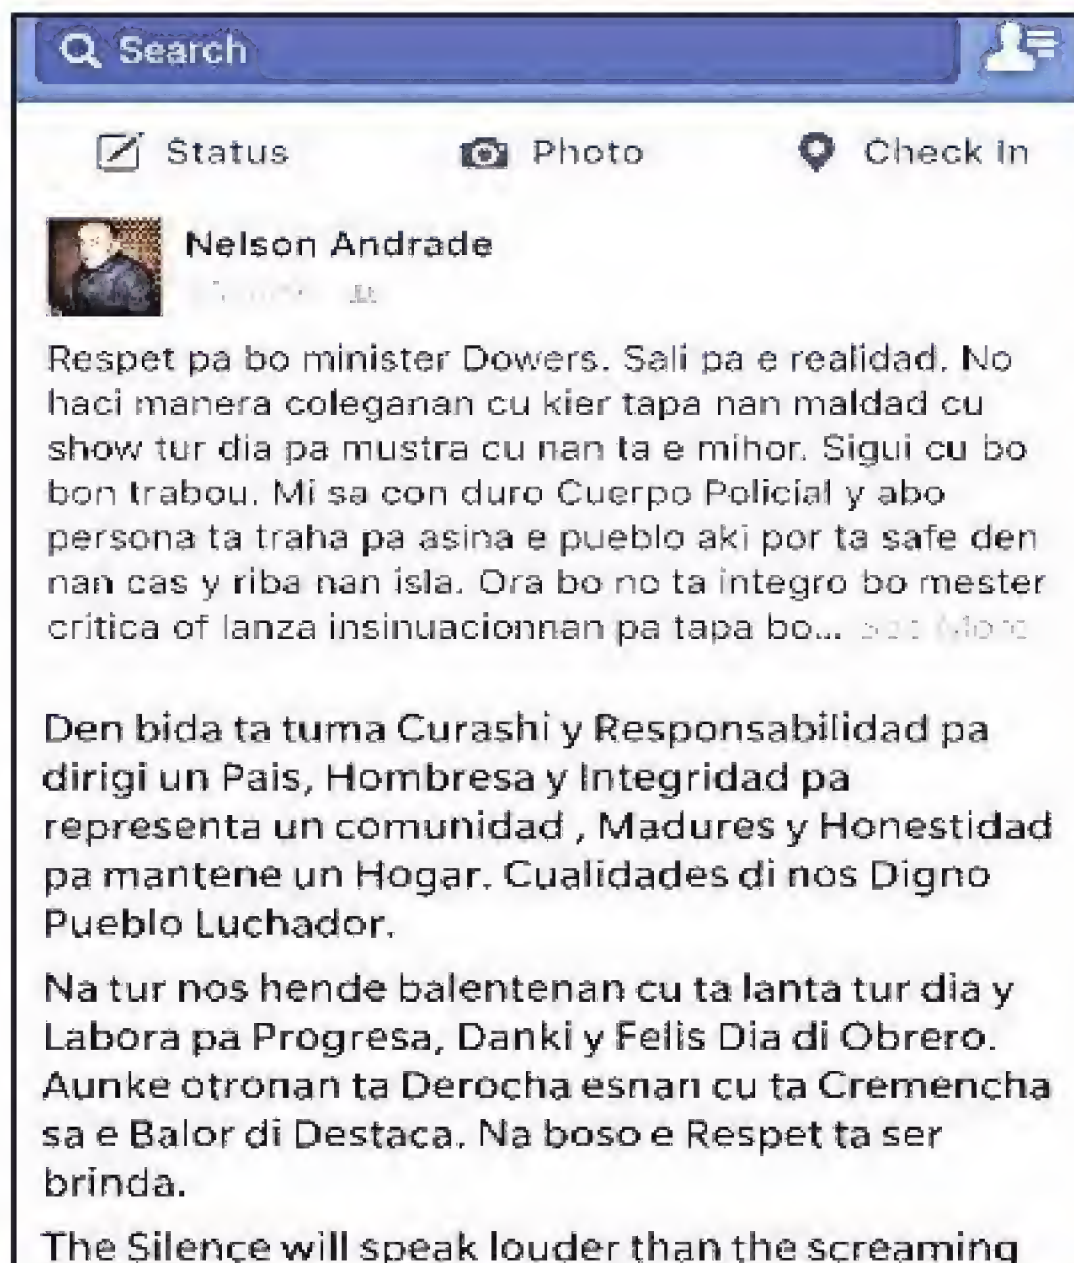 Search
Status Photo Check In
Nelson Andrade
Respet pa bo minister Dowers. Sali pa e realidad. No
haci manera coleganan cu kier tapa nan maldad cu
show tur dia pa mustra cu nan ta e mihor. Sigui cu bo
bon trabou. Mi sa con duro Cuerpo Policial y abo
persona ta traha pa asina e pueblo aki por ta safe den
nan cas y riba nan isla. Ora bo no ta integro bo mester
critica of lanza insinuacionnan pa tapa bo... See More
Den bida ta tuma Curashi y Responsabilidad pa
dirigi un Pais, Hombresa y Integridad pa
representa un comunidad , Madures y Honestidad
pa mantene un Hogar. Cualidades di nos Digno
Pueblo Luchador.
Na tur nos hende balentenan cu ta lanta tur dia y
Labora pa Progresa, Danki y Felis Dia di Obrero.
Aunke otronan ta Derocha esnan cu ta Cremencha
sa e Balor di Destaca. Na boso e Respet ta ser
brinda.
The Silence will speak louder than the screaming